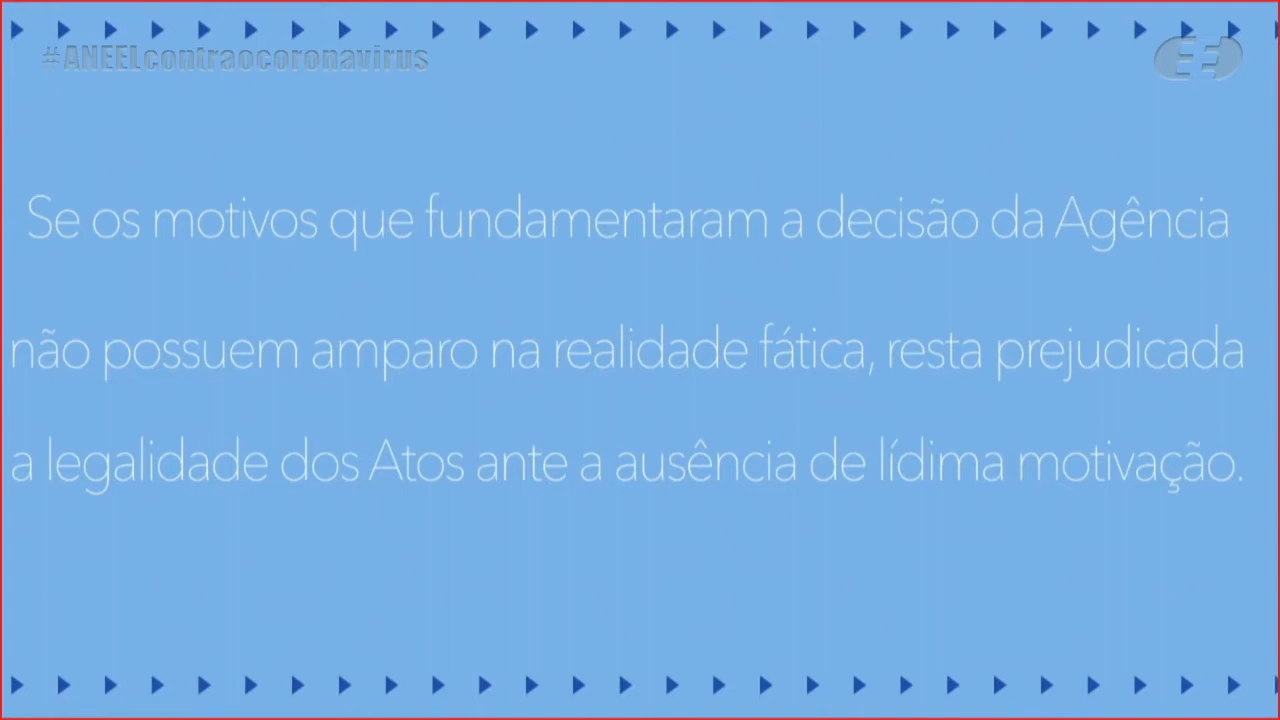 #ANEELcontraocoronavirus
Se os motivos que fundamentaram a decisão da Agência
não possuem amparo na realidade fática, resta prejudicada
a legalidade dos Atos ante a ausência de lídima motivação.